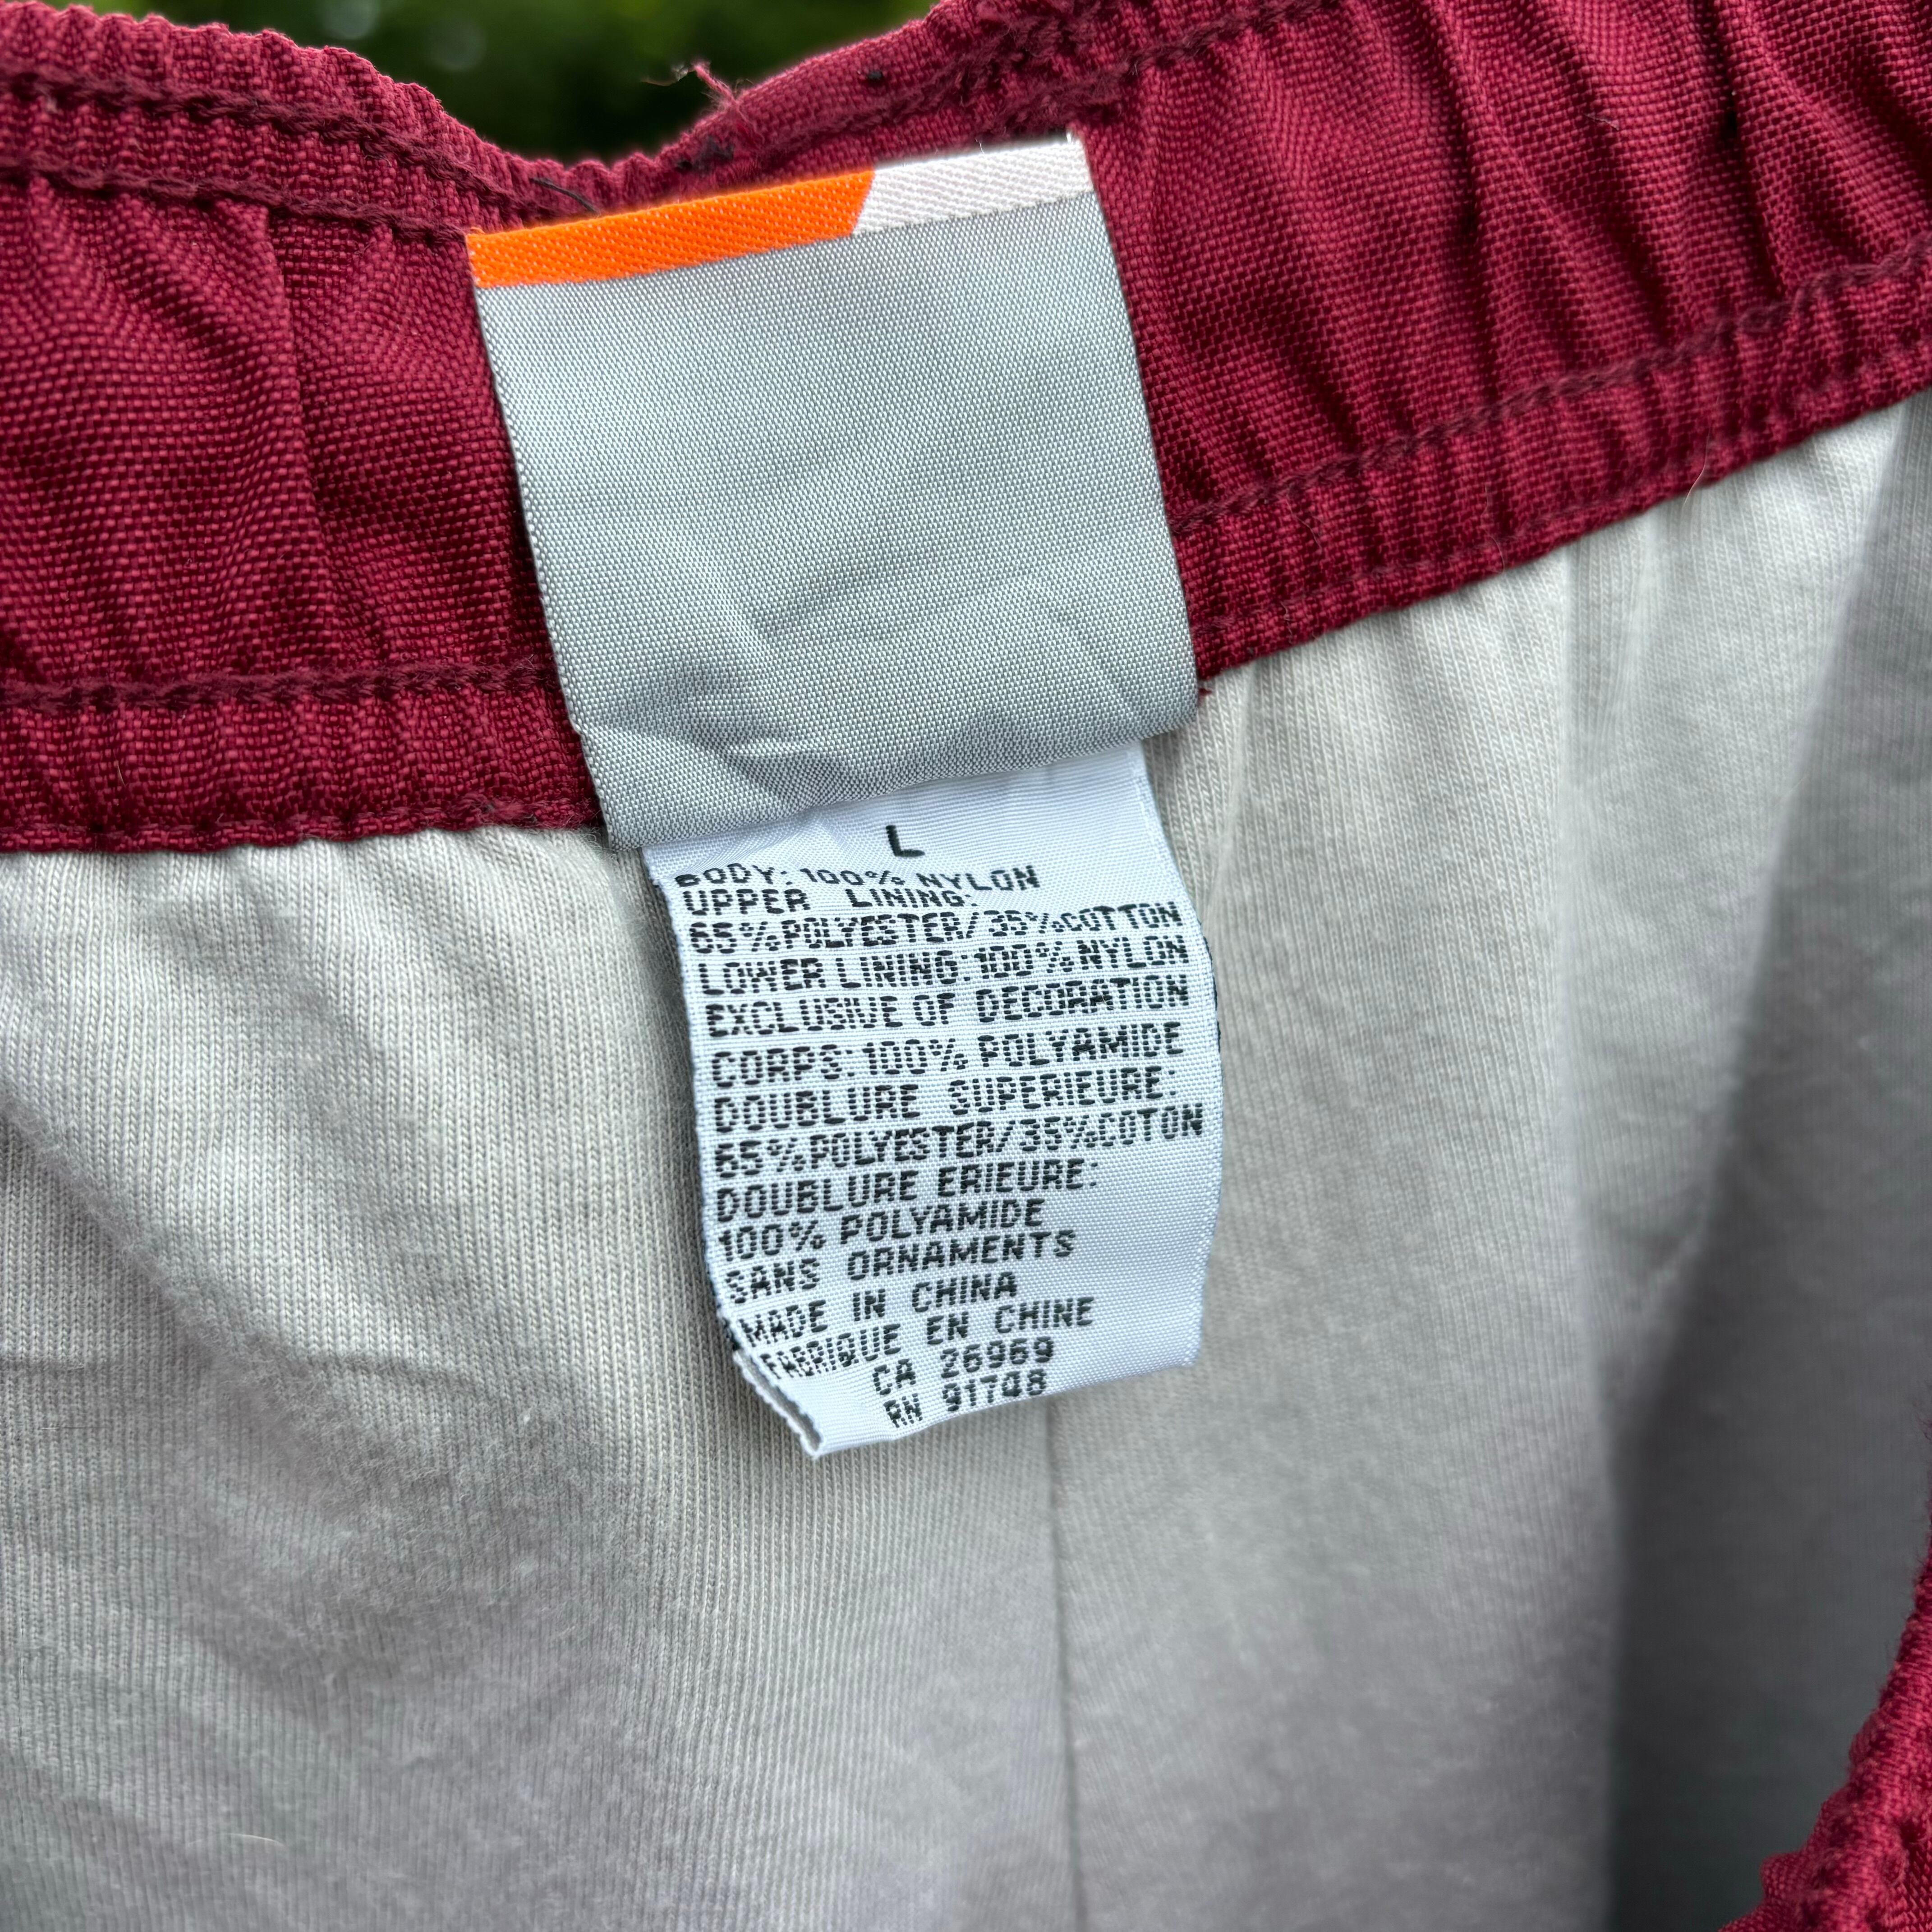 L
BODY: 100% NYLON
UPPER LINING:
65%POLYESTER/35%COTTON
LOWER LINING:100%NYLON
EXCLUSIVE OF DECORATION
CORPS:100% POLYAMIDE
DOUBLURE SUPERIEURE:
65%POLYESTER/35%COTON
DOUBLURE ERIEURE:
100% POLYAMIDE
SANS ORNAMENTS
MADE IN CHINA
FABRIQUE EN CHINE
CA 26969
RN 91748